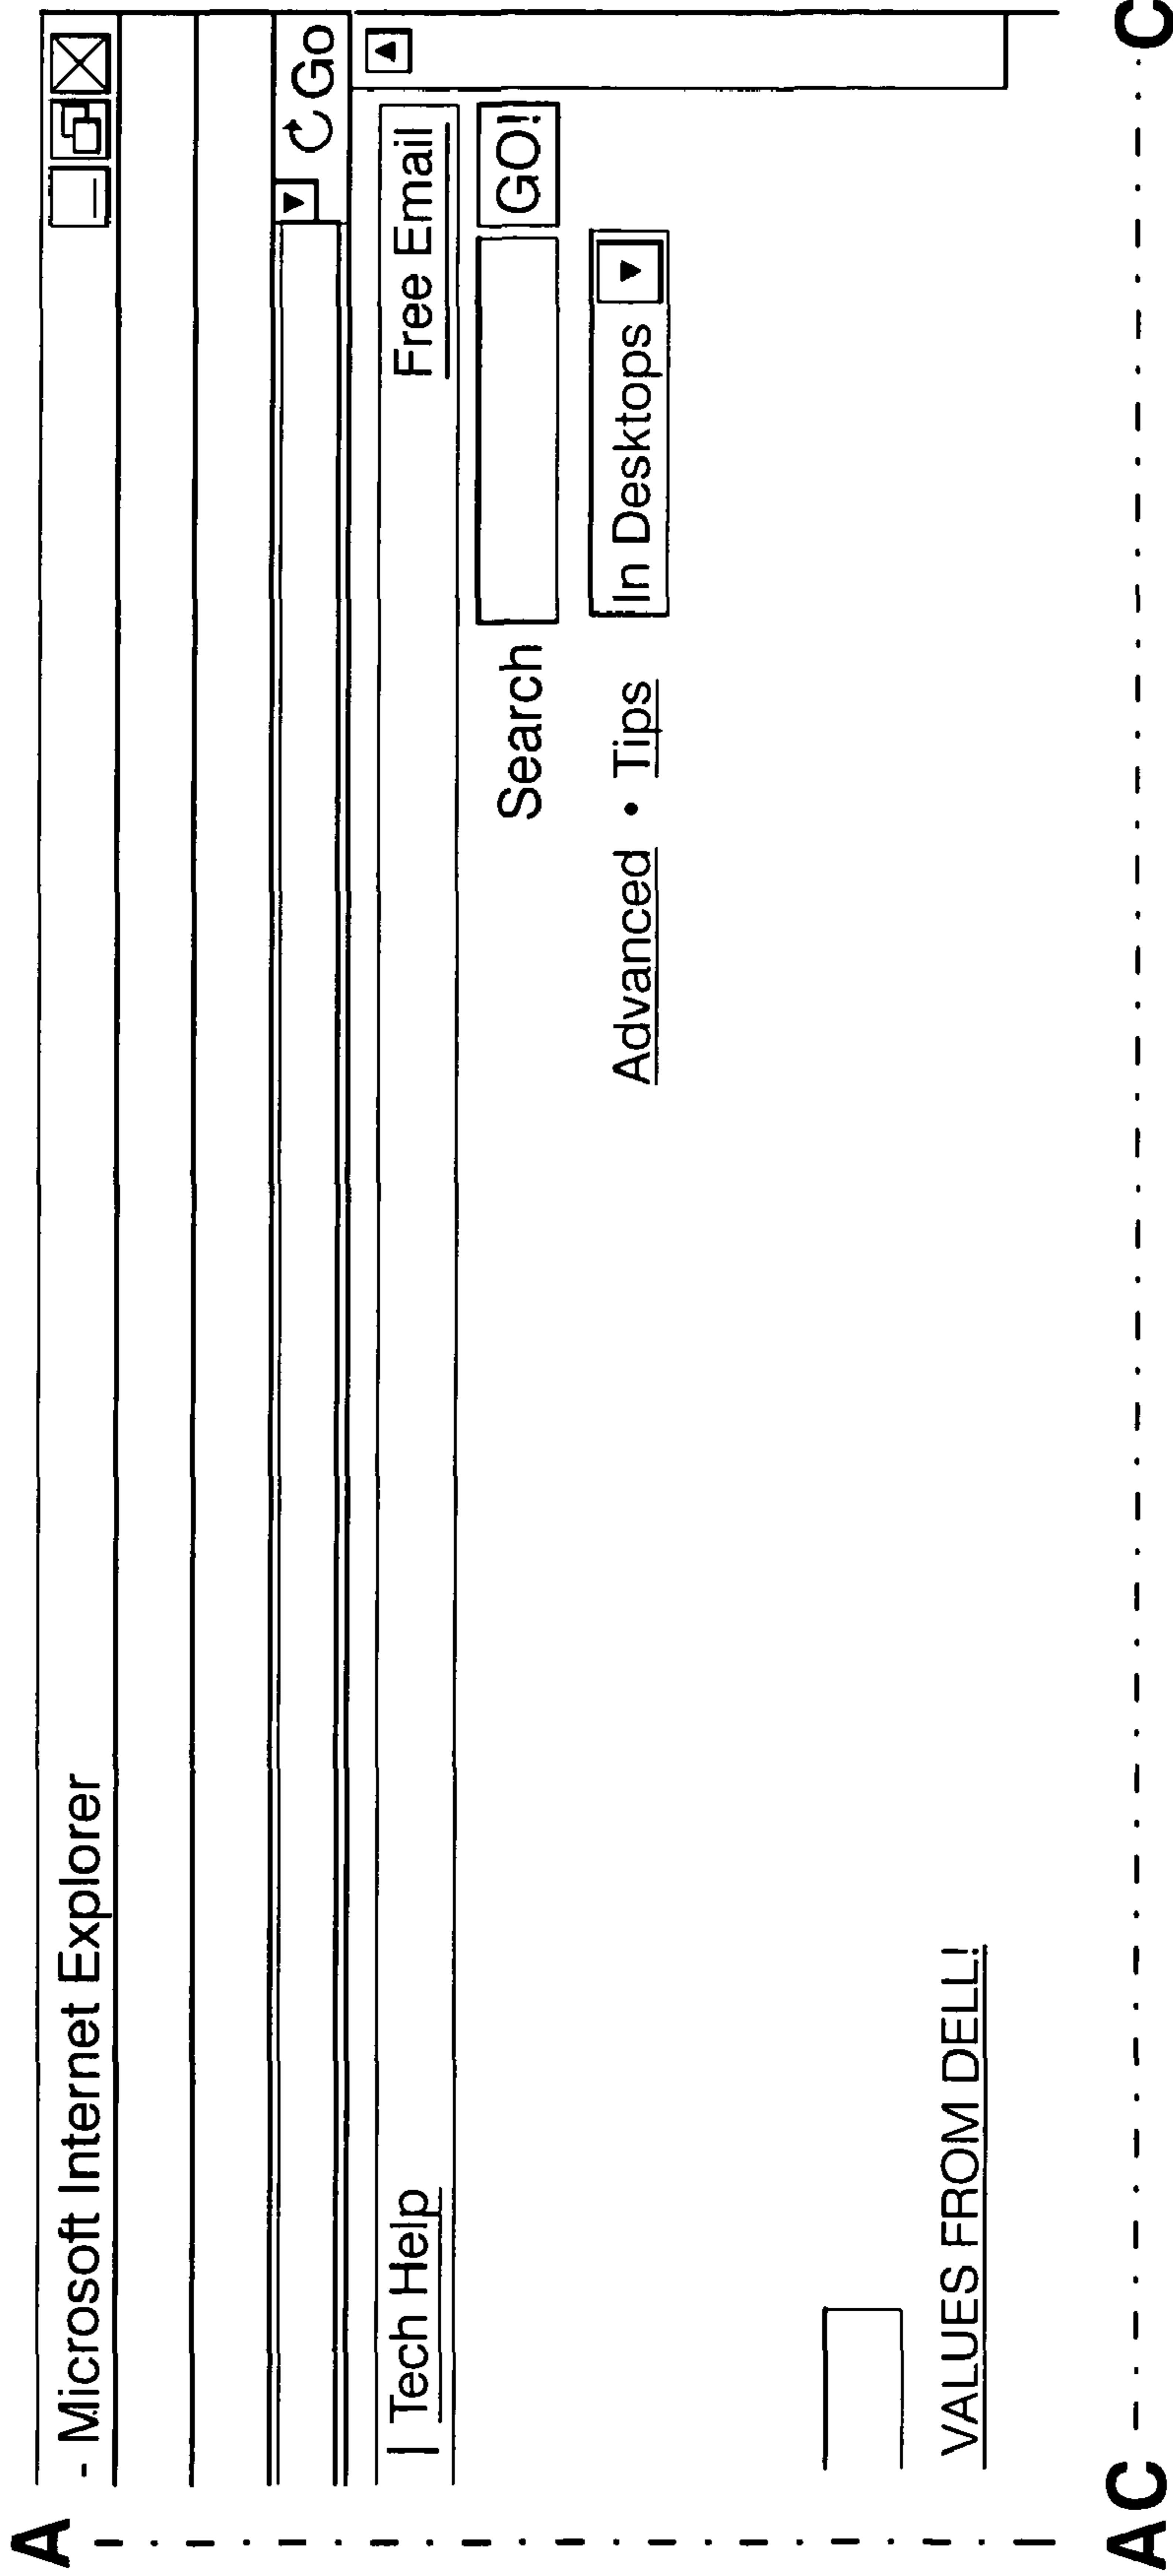 A
- Microsoft Internet Explorer
Go
| Tech Help Free Email
Search GO!
Advanced • Tips In Desktops
VALUES FROM DELL!
AC C